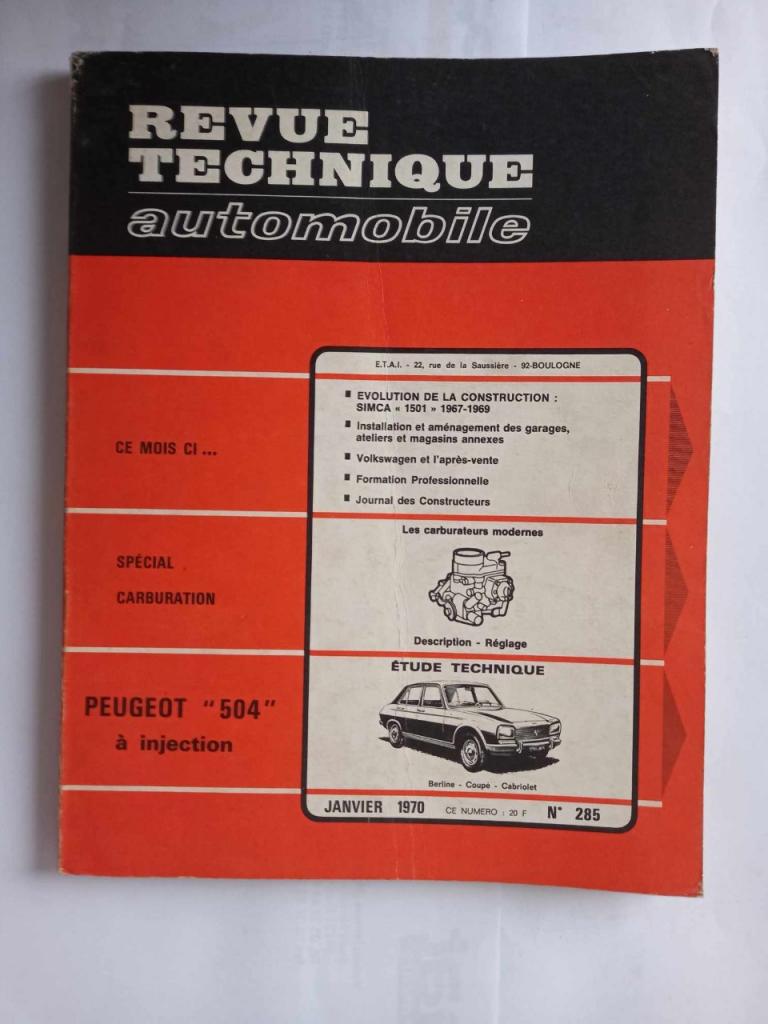 REVUE
TECHNIQUE
automobile
E.T.A.I. - 22, rue de la Saussière - 92-BOULOGNE
CE MOIS CI ...
■ EVOLUTION DE LA CONSTRUCTION :
SIMCA « 1501 » 1967-1969
■ Installation et aménagement des garages,
ateliers et magasins annexes
■ Volkswagen et l'après-vente
■ Formation Professionnelle
■ Journal des Constructeurs
SPÉCIAL
CARBURATION
Les carburateurs modernes
Description - Réglage
PEUGEOT "504"
à injection
ÉTUDE TECHNIQUE
Berline - Coupé - Cabriolet
JANVIER 1970 CE NUMERO : 20 F N° 285